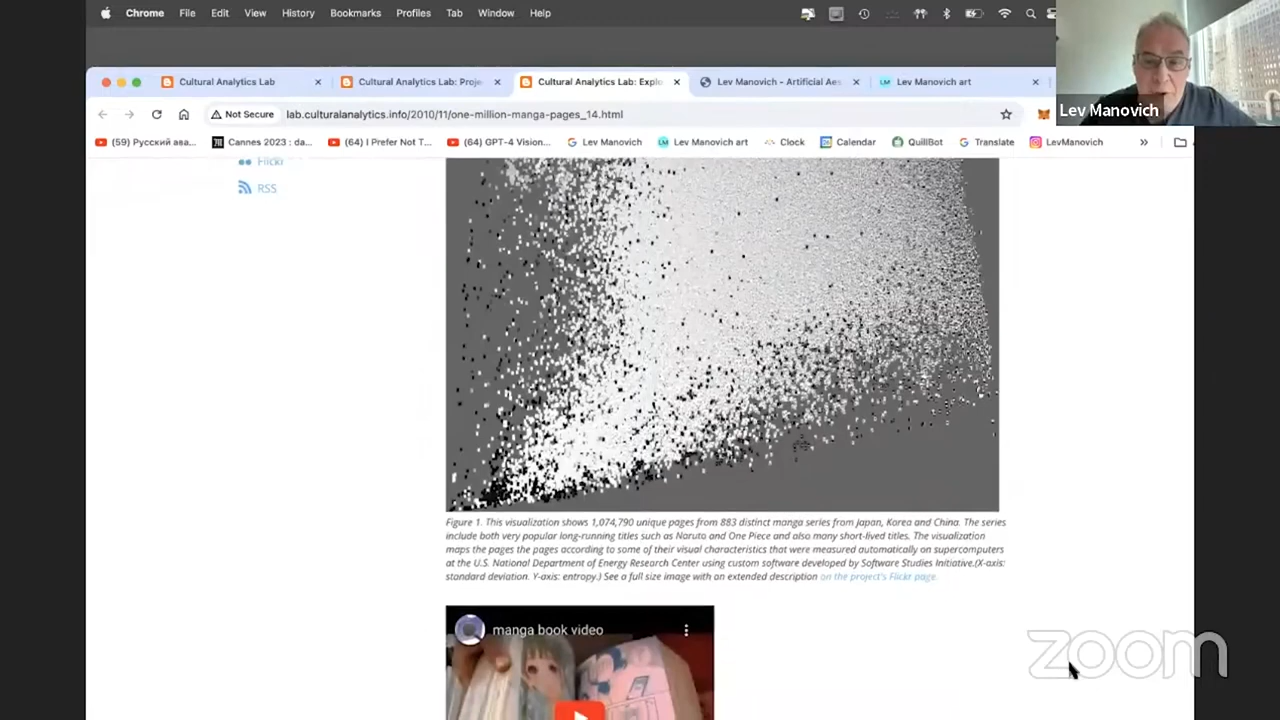 Chrome File Edit View History Bookmarks Profiles Tab Window Help
Cultural Analytics Lab
Cultural Analytics Lab: Proje
Cultural Analytics Lab: Explo
Lev Manovich - Artificial Aes
Lev Manovich art
Not Secure lab.culturalanalytics.info/2010/11/one-million-manga-pages_14.html
(59) Русский ава...
Cannes 2023 : da...
(64) I Prefer Not T...
(64) GPT-4 Vision...
Lev Manovich
Lev Manovich art
Clock
Calendar
QuillBot
Translate
LevManovich
Lev Manovich
Flickr
RSS
Figure 1. This visualization shows 1,074,790 unique pages from 883 distinct manga series from Japan, Korea and China. The series
include both very popular long-running titles such as Naruto and One Piece and also many short-lived titles. The visualization
maps the pages the pages according to some of their visual characteristics that were measured automatically on supercomputers
at the U.S. National Department of Energy Research Center using custom software developed by Software Studies Initiative.(X-axis:
standard deviation. Y-axis: entropy.) See a full size image with an extended description on the project's Flickr page.
manga book video
zoom